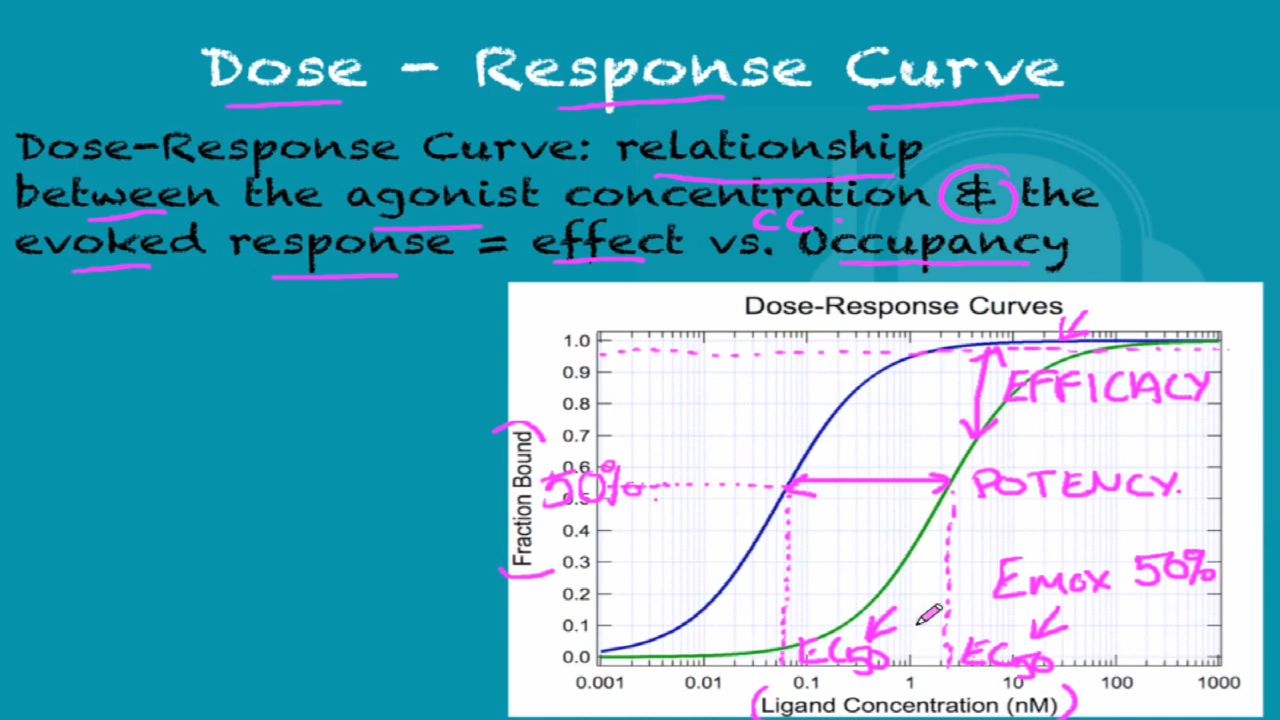 Dose - Response Curve
Dose-Response Curve: relationship
between the agonist concentration & the
cc.
evoked response = effect vs. Occupancy
Dose-Response Curves
1.0
0.9
EFFICACY
0.8
0.7
0.6
50%
POTENCY.
0.5
0.4
0.3
Emax 50%
0.2
0.1
EC50 EC50
0.0
Fraction Bound
0.001 0.01 0.1 1 10 100 1000
(Ligand Concentration (nM))